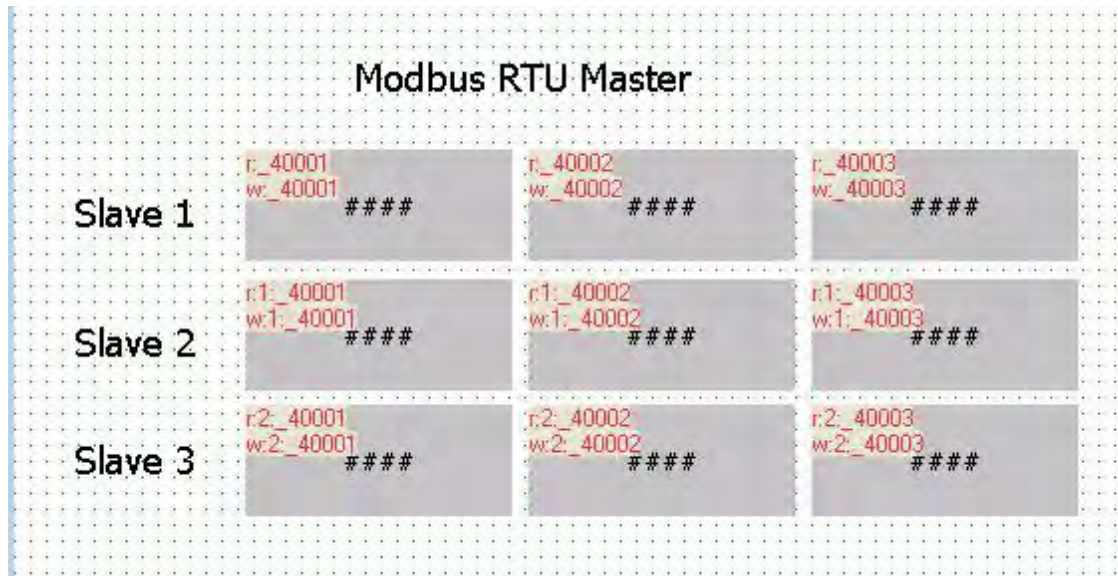 Modbus RTU Master
r:_40001
w:_40001
####
r:_40002
w:_40002
####
r:_40003
w:_40003
####
Slave 1
r:1:_40001
w:1:_40001
####
r:1:_40002
w:1:_40002
####
r:1:_40003
w:1:_40003
####
Slave 2
r:2:_40001
w:2:_40001
####
r:2:_40002
w:2:_40002
####
r:2:_40003
w:2:_40003
####
Slave 3